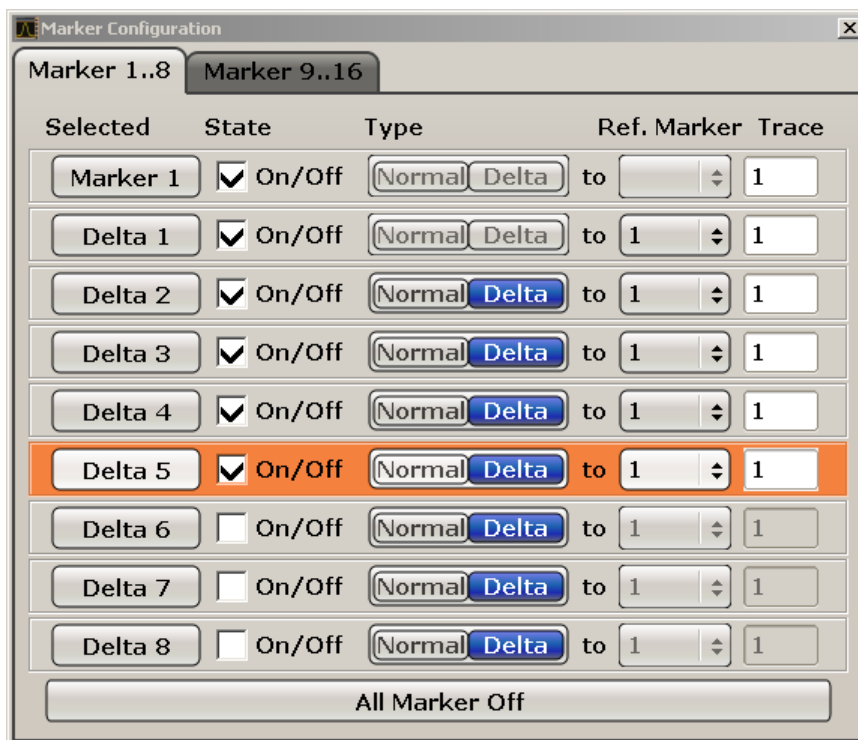 Marker Configuration
Marker 1..8 Marker 9..16
Selected State Type Ref. Marker Trace
Marker 1 On/Off Normal Delta to 1
Delta 1 On/Off Normal Delta to 1 1
Delta 2 On/Off Normal Delta to 1 1
Delta 3 On/Off Normal Delta to 1 1
Delta 4 On/Off Normal Delta to 1 1
Delta 5 On/Off Normal Delta to 1 1
Delta 6 On/Off Normal Delta to 1 1
Delta 7 On/Off Normal Delta to 1 1
Delta 8 On/Off Normal Delta to 1 1
All Marker Off